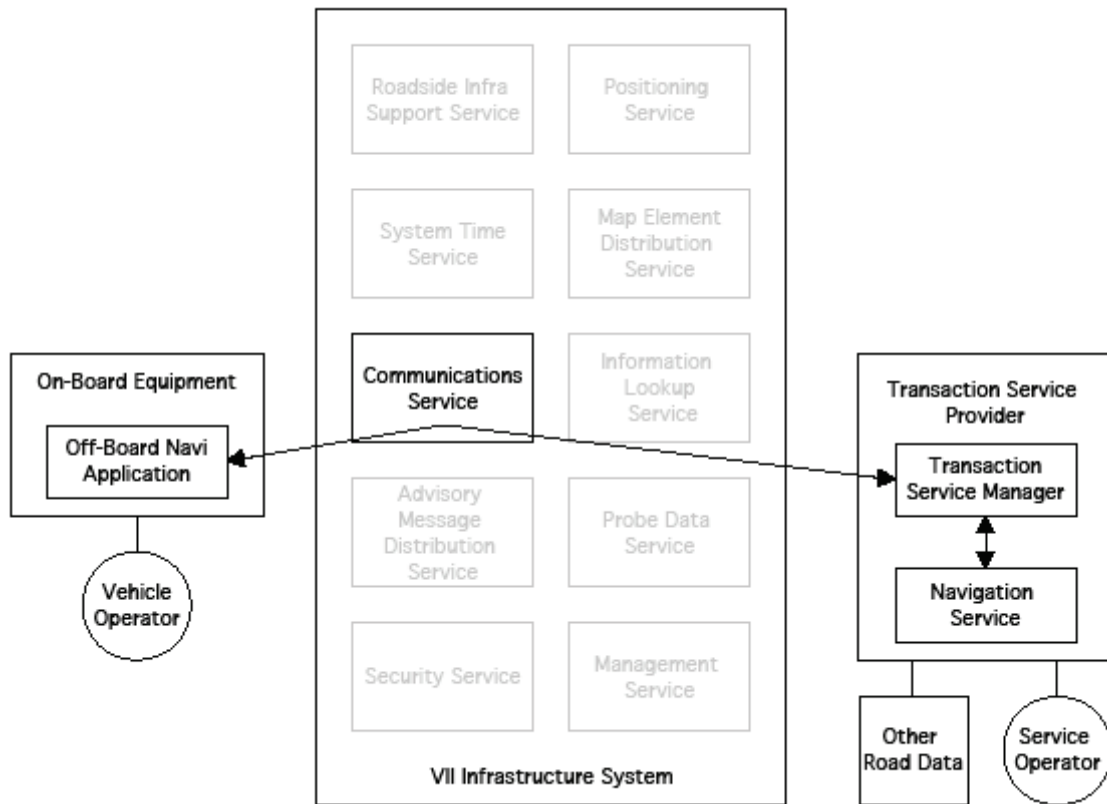 Roadside Infra
Support Service
Positioning
Service
System Time
Service
Map Element
Distribution
Service
On-Board Equipment
Off-Board Navi
Application
Vehicle
Operator
Communications
Service
Information
Lookup
Service
Advisory
Message
Distribution
Service
Probe Data
Service
Security Service
Management
Service
VII Infrastructure System
Transaction Service
Provider
Transaction
Service Manager
Navigation
Service
Other
Road Data
Service
Operator